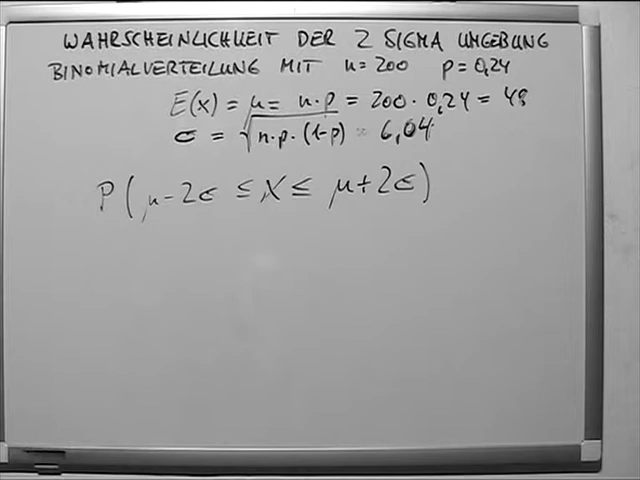 WAHRSCHEINLICHKEIT DER 2 SIGMA UMGEBUNG
BINOMIALVERTEILUNG MIT n=200 p=0,24
E(x) = μ = n·p = 200·0,24 = 48
σ = √n·p·(1-p) ≈ 6,04
P(μ-2σ ≤ X ≤ μ+2σ)